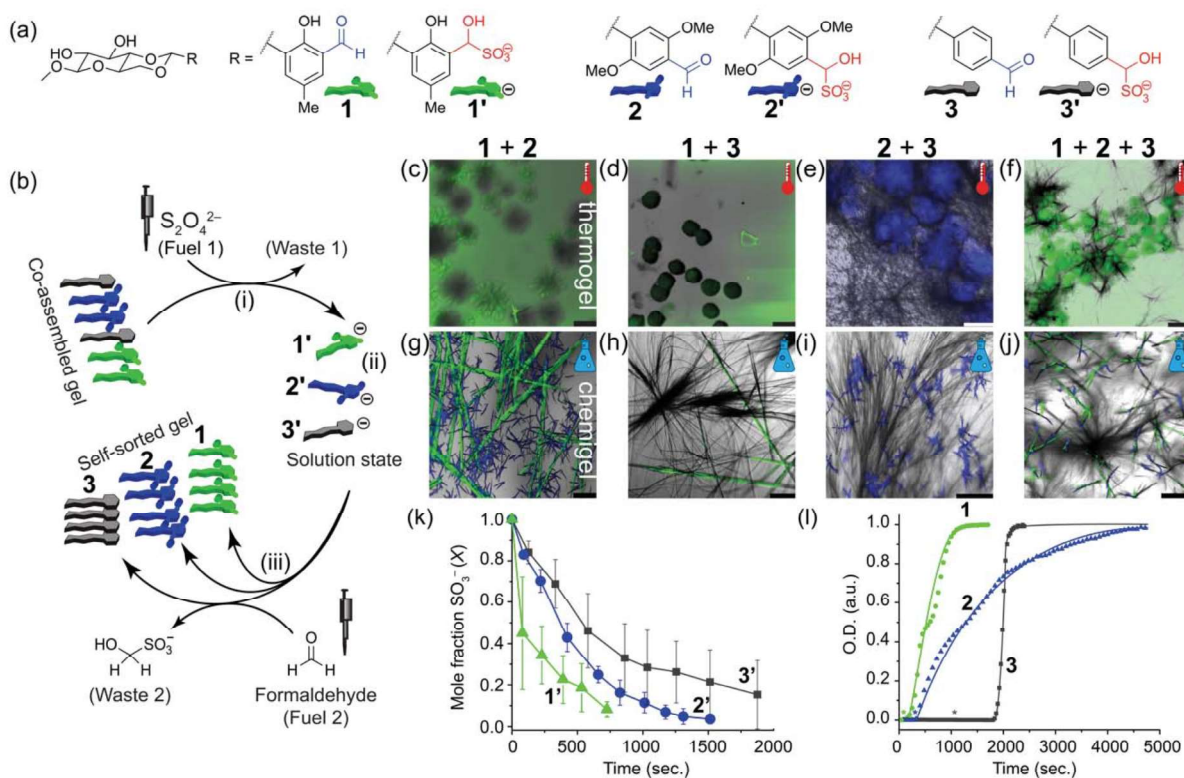 (a)
OH
HO
O
O
O
O
R
R =
OH
O
H
Me
1
OH
OH
SO₃⊖
Me
1'
⊖
OMe
MeO
O
H
2
OMe
MeO
OH
SO₃⊖
2'
⊖
O
H
3
OH
SO₃⊖
3'
⊖
1 + 2
1 + 3
2 + 3
1 + 2 + 3
(b)
S₂O₄²⁻
(Fuel 1)
(Waste 1)
(i)
Co-assembled gel
1'
⊖
(ii)
2'
⊖
3'
⊖
Solution state
Self-sorted gel
1
2
3
(iii)
HO
SO₃⁻
H H
(Waste 2)
O
H H
Formaldehyde
(Fuel 2)
(c)
thermogel
(d)
(e)
(f)
(g)
chemigel
(h)
(i)
(j)
(k)
Mole fraction SO₃⁻ (X)
1.0
0.8
0.6
0.4
0.2
0.0
1'
2'
3'
0 500 1000 1500 2000
Time (sec.)
(l)
O.D. (a.u.)
1.0
0.8
0.6
0.4
0.2
0.0
1
2
3
* *
0 1000 2000 3000 4000 5000
Time (sec.)